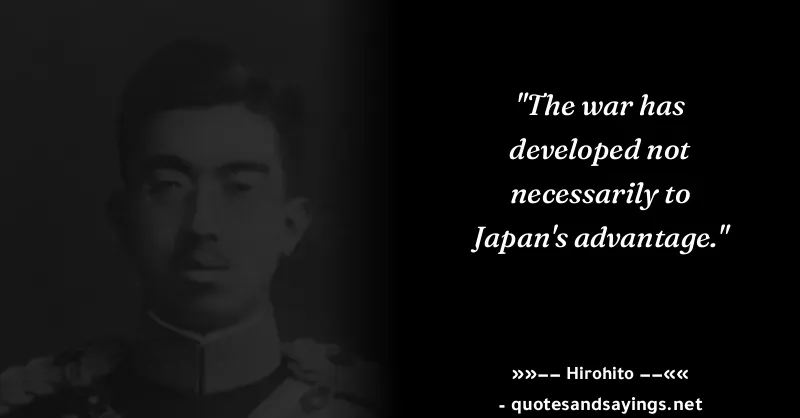 "The war has
developed not
necessarily to
Japan's advantage."
»»–– Hirohito ––««
- quotesandsayings.net